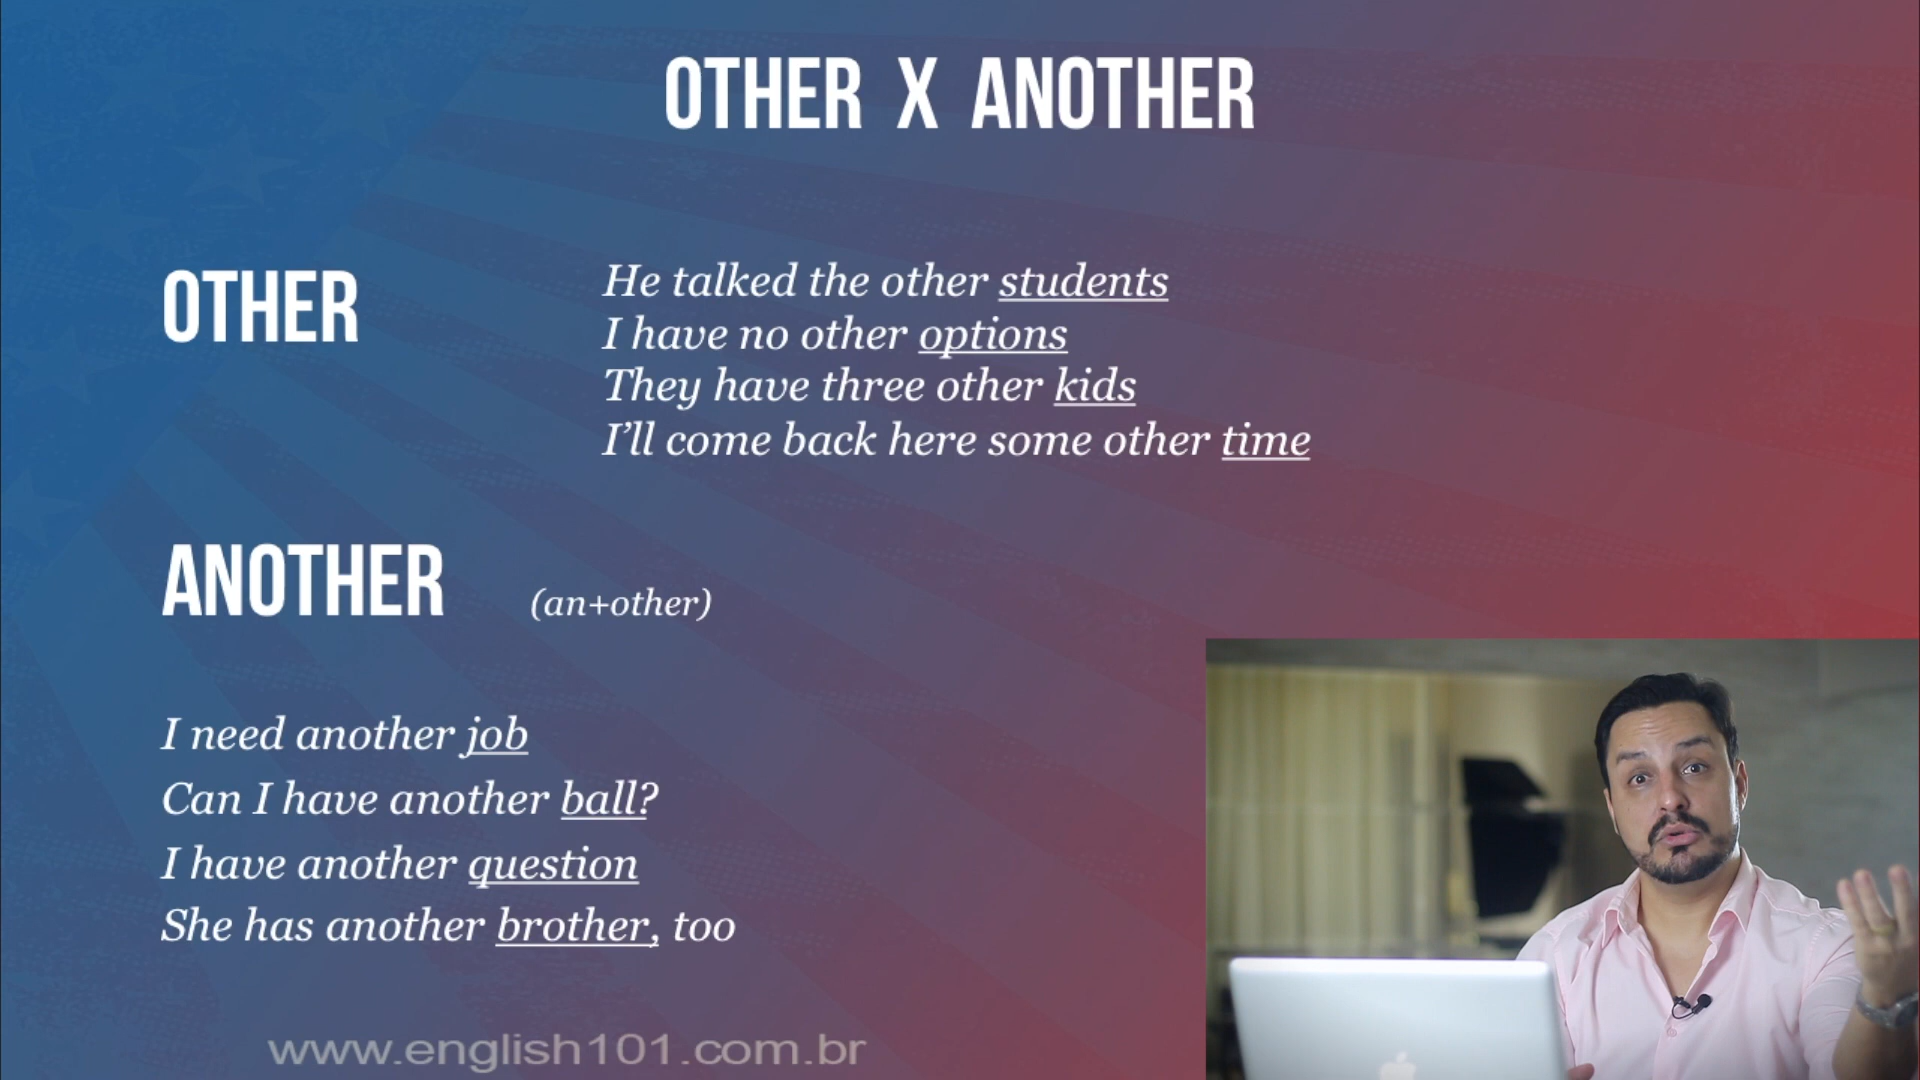 OTHER X ANOTHER
OTHER
He talked the other students
I have no other options
They have three other kids
I'll come back here some other time
ANOTHER (an+other)
I need another job
Can I have another ball?
I have another question
She has another brother, too
www.english101.com.br